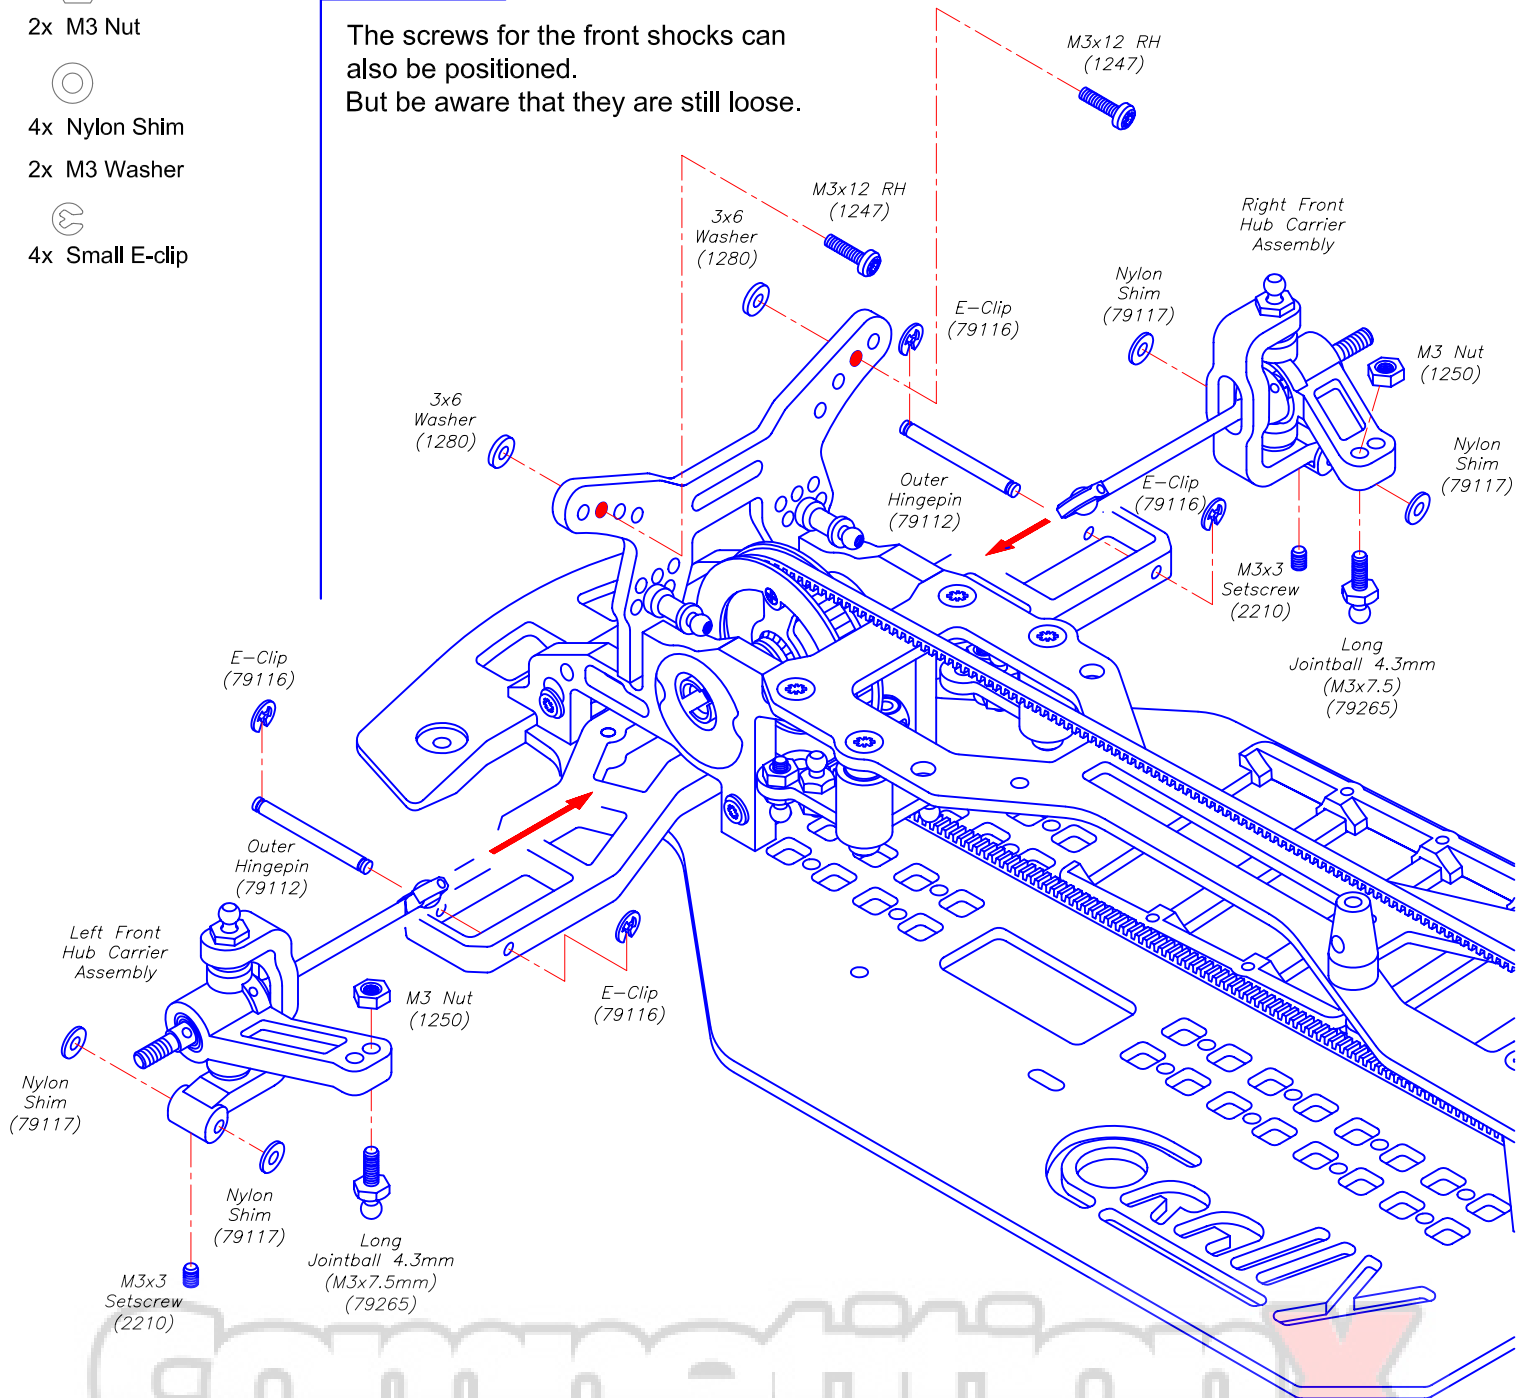 2x M3 Nut
4x Nylon Shim
2x M3 Washer
4x Small E-clip
The screws for the front shocks can
also be positioned.
But be aware that they are still loose.
M3x12 RH
(1247)
M3x12 RH
(1247)
3x6
Washer
(1280)
3x6
Washer
(1280)
E-Clip
(79116)
Right Front
Hub Carrier
Assembly
Nylon
Shim
(79117)
M3 Nut
(1250)
Nylon
Shim
(79117)
Outer
Hingepin
(79112)
E-Clip
(79116)
M3x3
Setscrew
(2210)
Long
Jointball 4.3mm
(M3x7.5)
(79265)
E-Clip
(79116)
Outer
Hingepin
(79112)
Left Front
Hub Carrier
Assembly
M3 Nut
(1250)
E-Clip
(79116)
Nylon
Shim
(79117)
Nylon
Shim
(79117)
Long
Jointball 4.3mm
(M3x7.5mm)
(79265)
M3x3
Setscrew
(2210)
CORALLY
CompetitionX